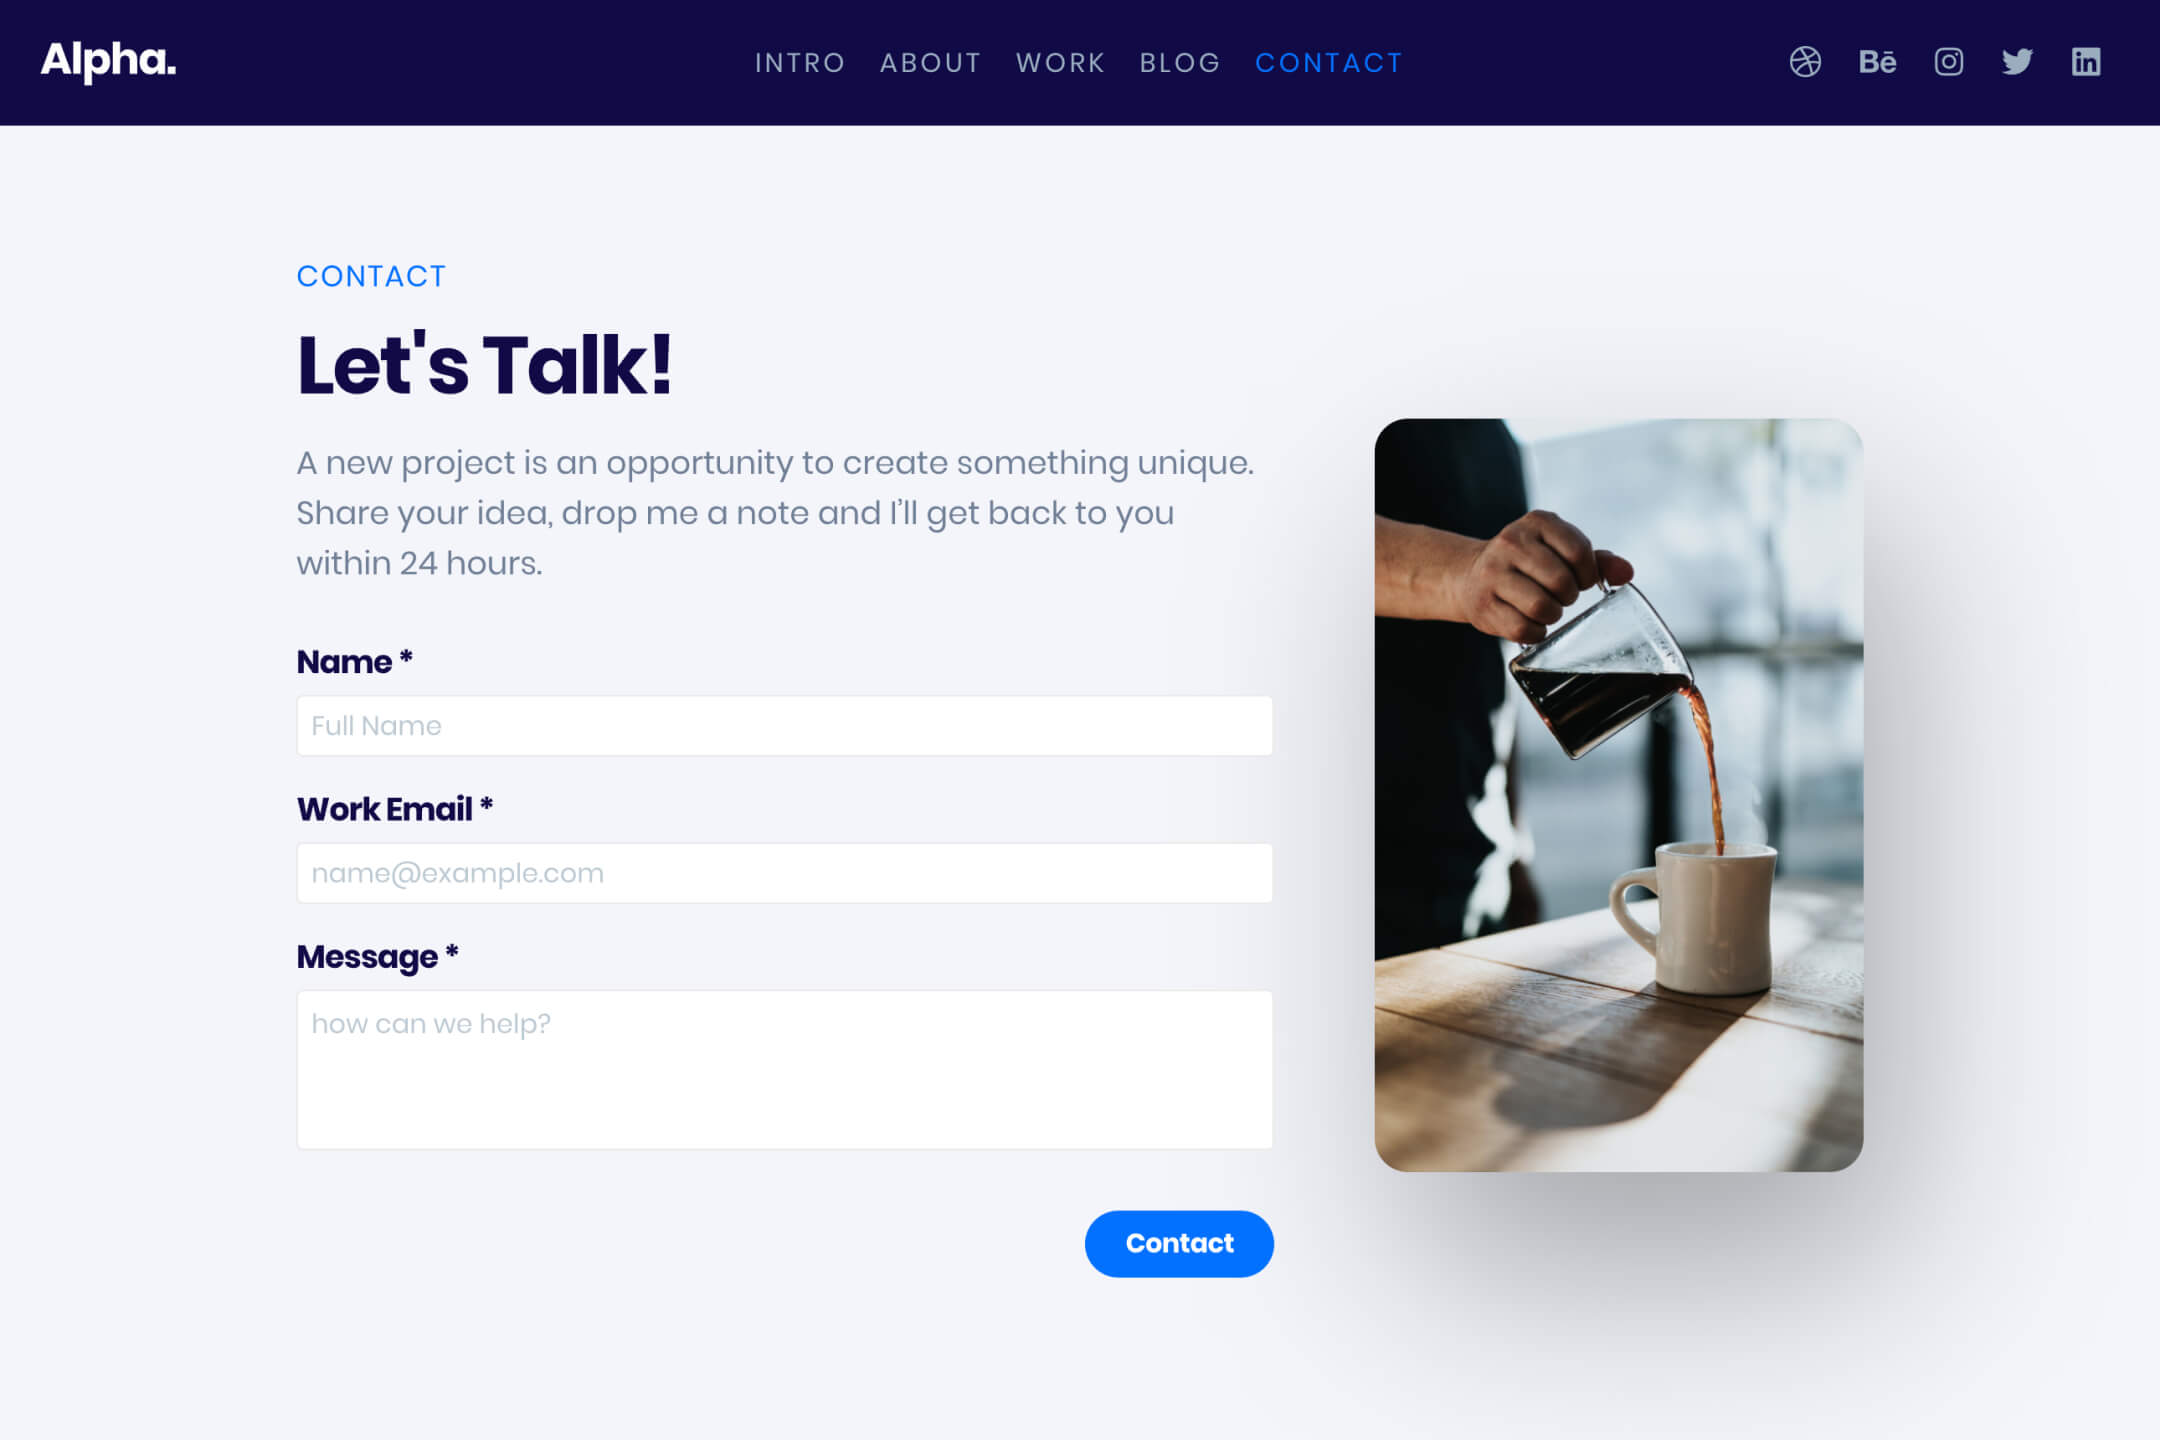 Alpha.
INTRO ABOUT WORK BLOG CONTACT
Bē
in
CONTACT
Let's Talk!
A new project is an opportunity to create something unique.
Share your idea, drop me a note and I’ll get back to you
within 24 hours.
Name *
Full Name
Work Email *
name@example.com
Message *
how can we help?
Contact